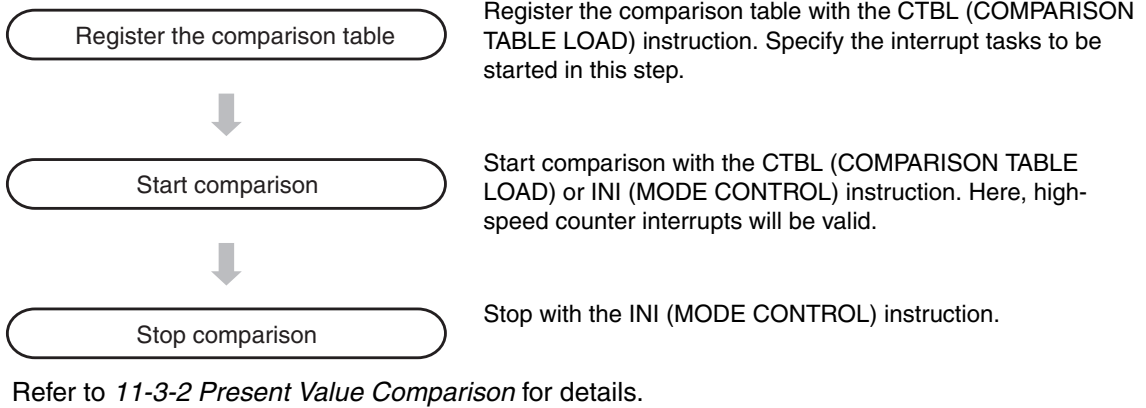 Register the comparison table
Register the comparison table with the CTBL (COMPARISON
TABLE LOAD) instruction. Specify the interrupt tasks to be
started in this step.
Start comparison
Start comparison with the CTBL (COMPARISON TABLE
LOAD) or INI (MODE CONTROL) instruction. Here, high-
speed counter interrupts will be valid.
Stop comparison
Stop with the INI (MODE CONTROL) instruction.
Refer to 11-3-2 Present Value Comparison for details.